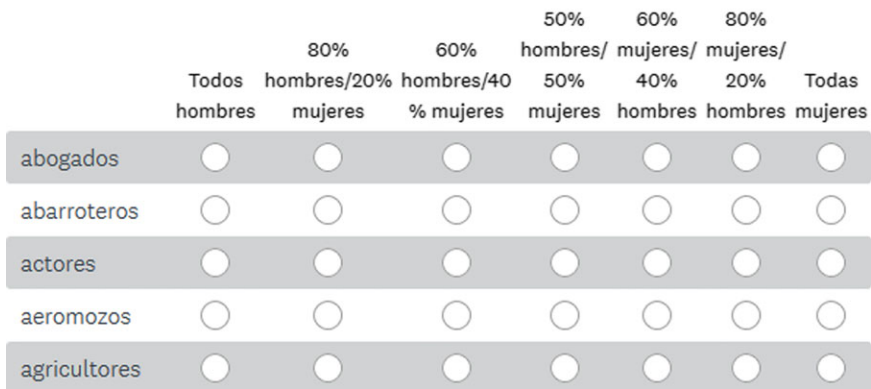 50% 60% 80%
80% 60% hombres/ mujeres/ mujeres/
Todos hombres/20% hombres/40 50% 40% 20% Todas
hombres mujeres % mujeres mujeres hombres hombres mujeres
abogados
abarroteros
actores
aeromozos
agricultores